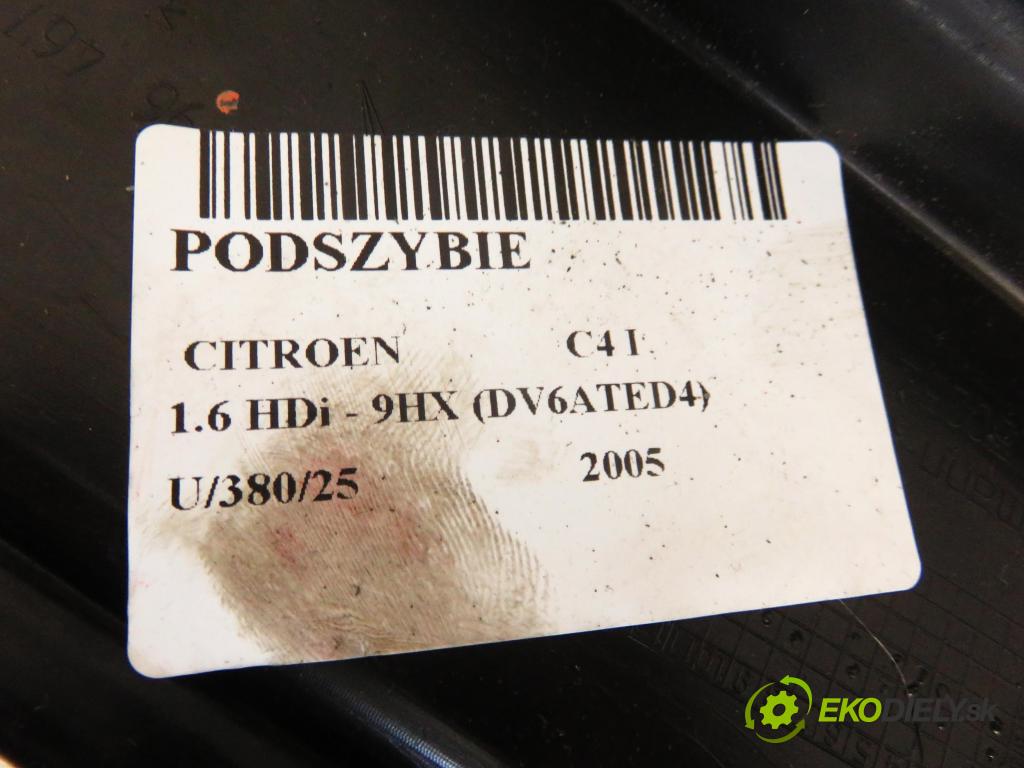 PODSZYBIE
CITROEN C4 I
1.6 HDi - 9HX (DV6ATED4)
U/380/25 2005
EKODIELY.sk